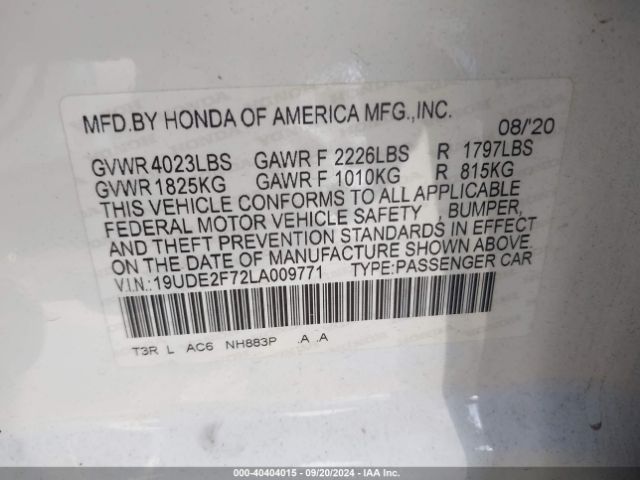 MFD.BY HONDA OF AMERICA MFG.,INC.
08/'20
GVWR 4023LBS GAWR F 2226LBS R 1797LBS
GVWR 1825KG GAWR F 1010KG R 815KG
THIS VEHICLE CONFORMS TO ALL APPLICABLE
FEDERAL MOTOR VEHICLE SAFETY , BUMPER,
AND THEFT PREVENTION STANDARDS IN EFFECT
ON THE DATE OF MANUFACTURE SHOWN ABOVE.
V.I.N.: 19UDE2F72LA009771 TYPE:PASSENGER CAR
T3R L AC6 NH883P .A .A
000-40404015 - 09/20/2024 - IAA Inc.